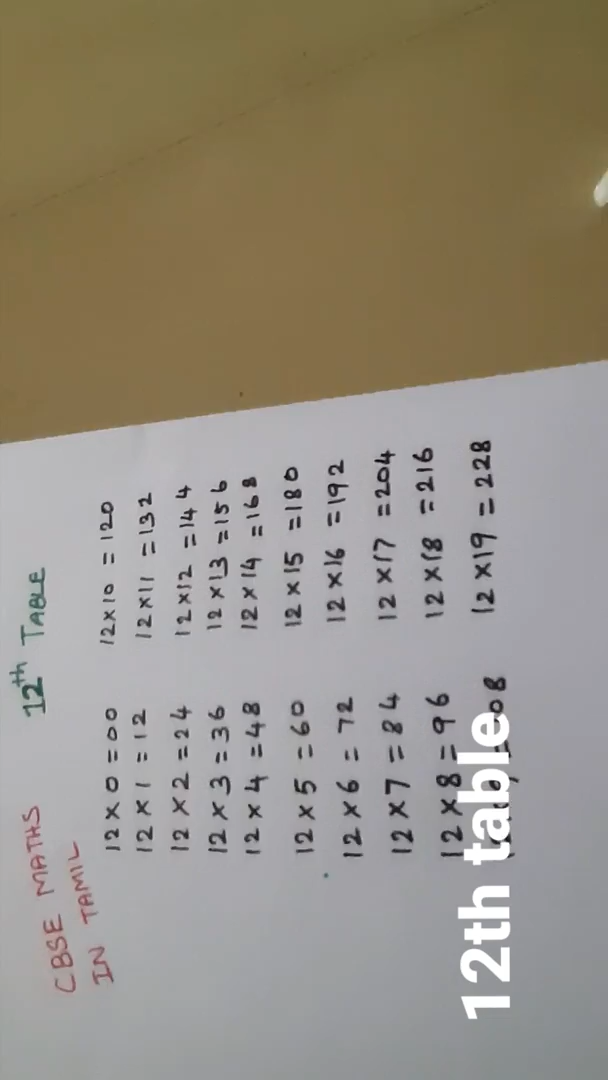 CBSE MATHS
IN TAMIL
12th TABLE
12 x 0 = 00
12 x 1 = 12
12 x 2 = 24
12 x 3 = 36
12 x 4 = 48
12 x 5 = 60
12 x 6 = 72
12 x 7 = 84
12 x 8 = 96
08
12 x 10 = 120
12 x 11 = 132
12 x 12 = 144
12 x 13 = 156
12 x 14 = 168
12 x 15 = 180
12 x 16 = 192
12 x 17 = 204
12 x 18 = 216
12 x 19 = 228
12th table